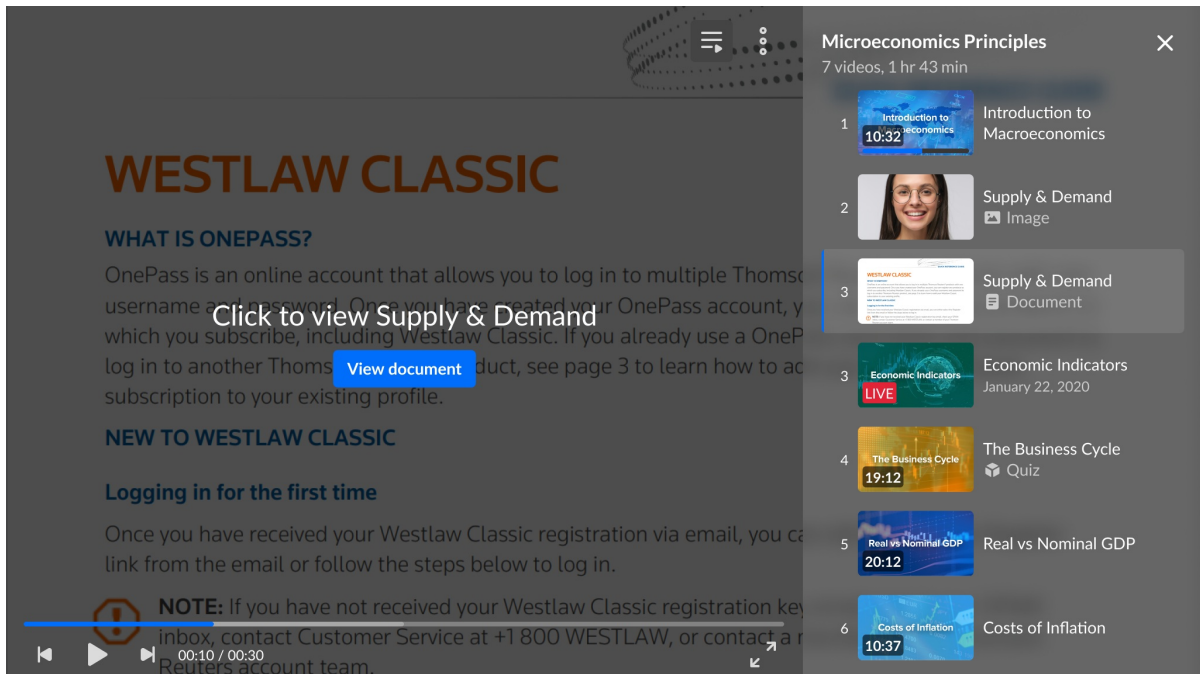 WESTLAW CLASSIC
WHAT IS ONEPASS?
OnePass is an online account that allows you to log in to multiple
username and password. Once you have created your OnePass account,
Click to view Supply & Demand
which you subscribe, including Westlaw Classic. If you already use a
log in to another
View document
see page 3 to learn how to
subscription to your existing profile.
NEW TO WESTLAW CLASSIC
Logging in for the first time
Once you have received your Westlaw Classic registration via email, you
link from the email or follow the steps below to log in.
NOTE: If you have not received your Westlaw Classic registration key
inbox, contact Customer Service at +1 800 WESTLAW, or contact a
Reuters account team.
00:10 / 00:30
Microeconomics Principles
7 videos, 1 hr 43 min
1
Introduction to
Macroeconomics
10:32
Introduction to
Macroeconomics
2
Supply & Demand
Image
3
WESTLAW CLASSIC
Supply & Demand
Document
3
Economic Indicators
LIVE
Economic Indicators
January 22, 2020
4
The Business Cycle
19:12
The Business Cycle
Quiz
5
Real vs Nominal GDP
20:12
Real vs Nominal GDP
6
Costs of Inflation
10:37
Costs of Inflation